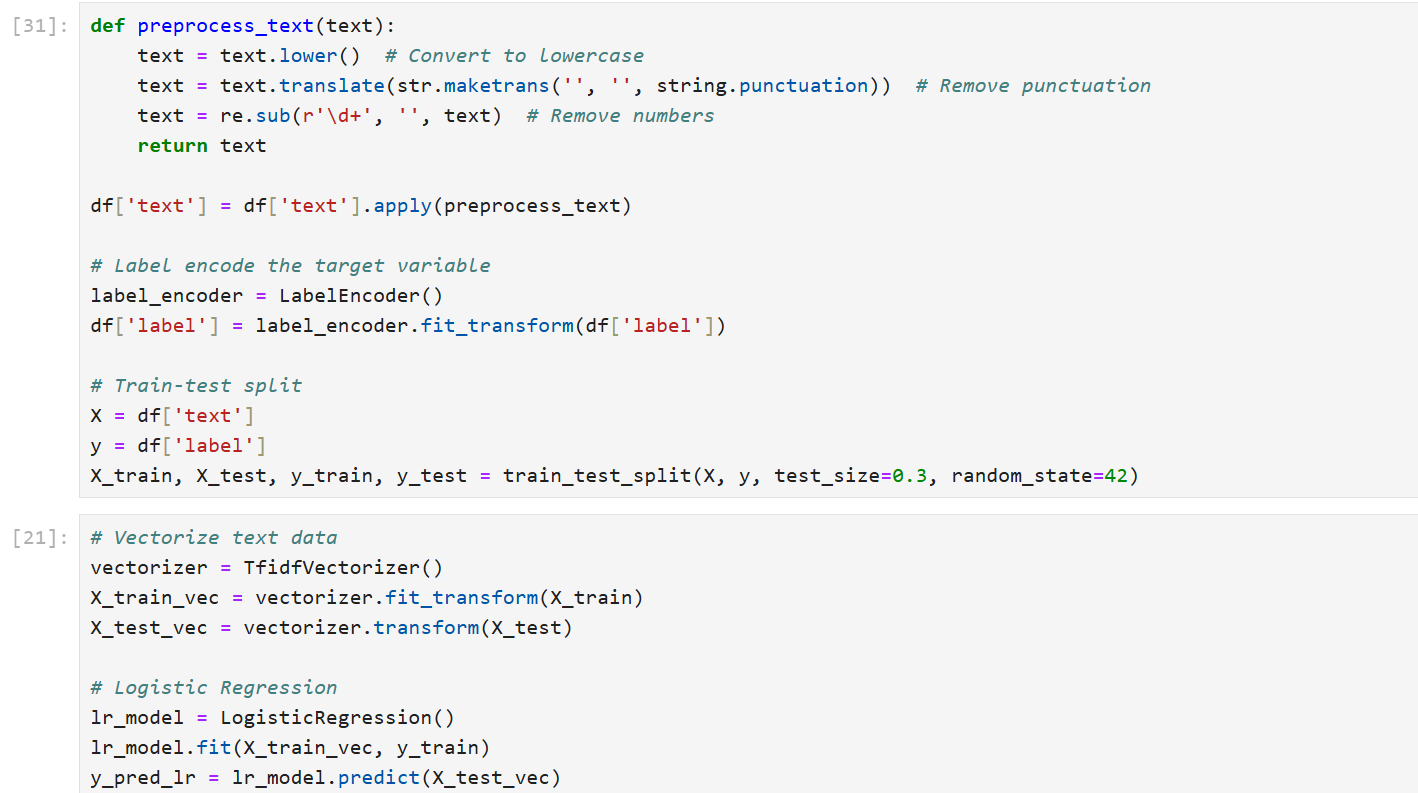 [31]:
def preprocess_text(text):
    text = text.lower()  # Convert to lowercase
    text = text.translate(str.maketrans('', '', string.punctuation))  # Remove punctuation
    text = re.sub(r'\d+', '', text)  # Remove numbers
    return text

df['text'] = df['text'].apply(preprocess_text)

# Label encode the target variable
label_encoder = LabelEncoder()
df['label'] = label_encoder.fit_transform(df['label'])

# Train-test split
X = df['text']
y = df['label']
X_train, X_test, y_train, y_test = train_test_split(X, y, test_size=0.3, random_state=42)
[21]:
# Vectorize text data
vectorizer = TfidfVectorizer()
X_train_vec = vectorizer.fit_transform(X_train)
X_test_vec = vectorizer.transform(X_test)

# Logistic Regression
lr_model = LogisticRegression()
lr_model.fit(X_train_vec, y_train)
y_pred_lr = lr_model.predict(X_test_vec)